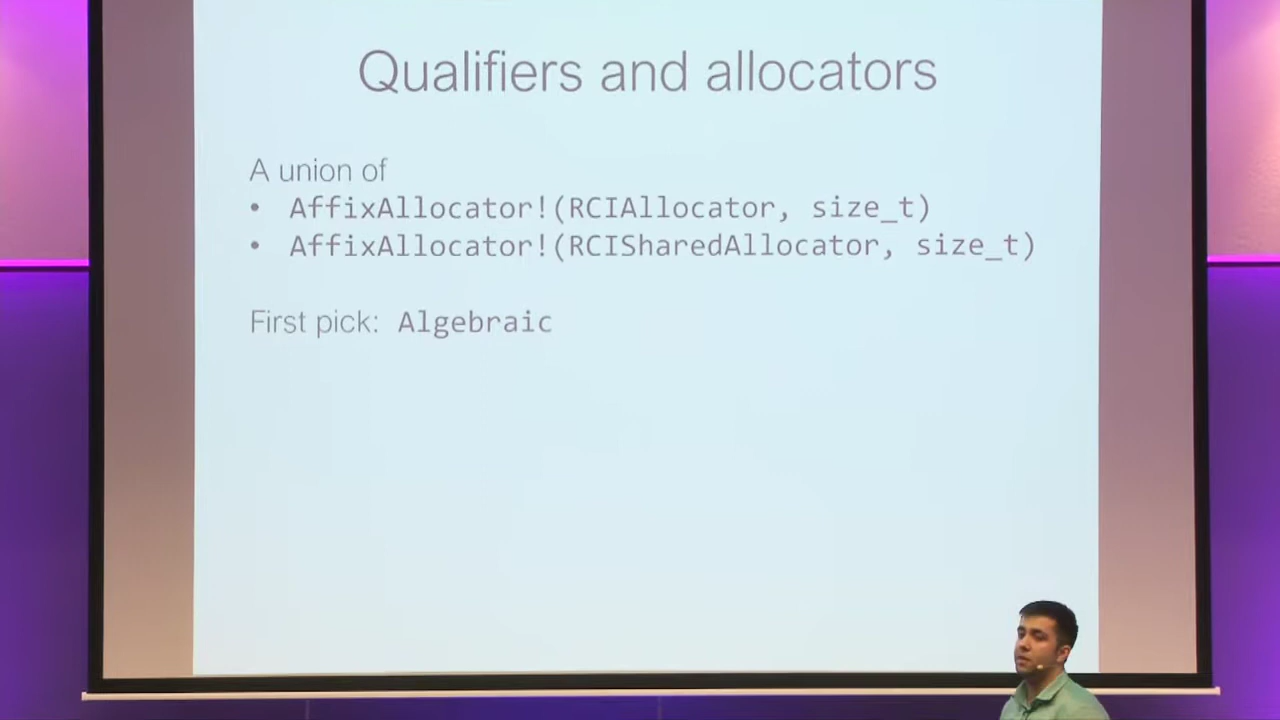 Qualifiers and allocators
A union of
• AffixAllocator!(RCIAllocator, size_t)
• AffixAllocator!(RCISharedAllocator, size_t)
First pick: Algebraic